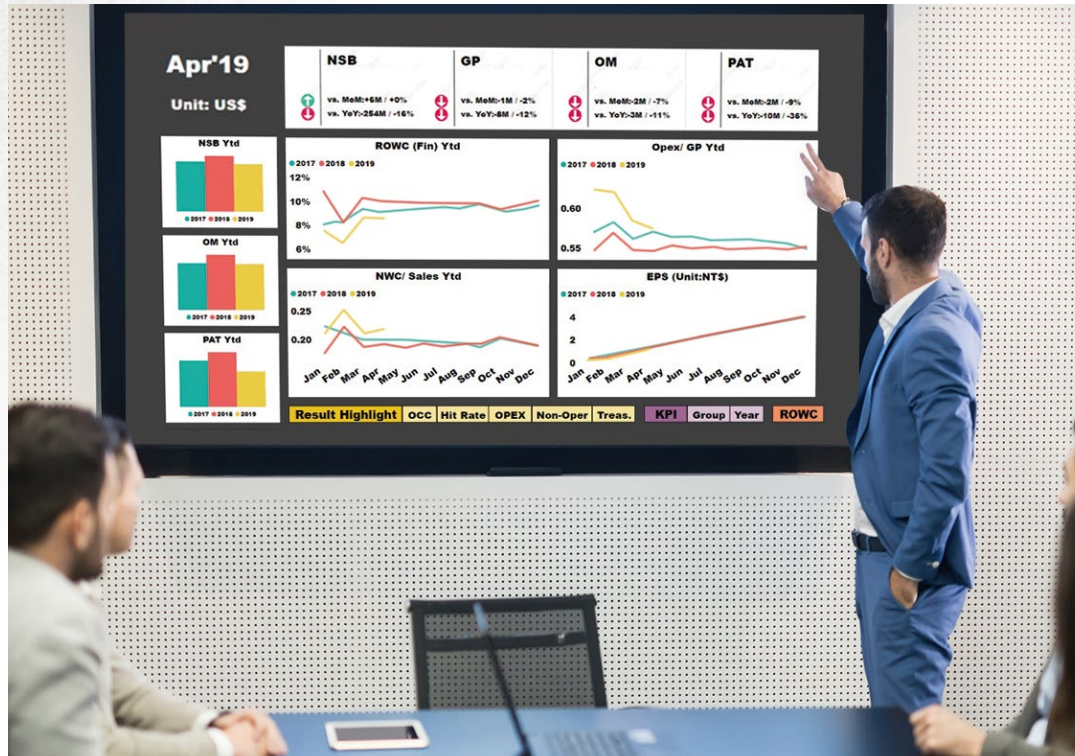 Apr'19
Unit: US$
NSB
vs. MoM:+6M / +0%
vs. YoY:-254M / -16%
GP
vs. MoM:-1M / -2%
vs. YoY:-8M / -12%
OM
vs. MoM:-2M / -7%
vs. YoY:-3M / -11%
PAT
vs. MoM:-2M / -9%
vs. YoY:-10M / -36%
NSB Ytd
2017 2018 2019
OM Ytd
2017 2018 2019
PAT Ytd
2017 2018 2019
ROWC (Fin) Ytd
2017 2018 2019
12%
10%
8%
6%
Opex/ GP Ytd
2017 2018 2019
0.60
0.55
NWC/ Sales Ytd
2017 2018 2019
0.25
0.20
Jan Feb Mar Apr May Jun Jul Aug Sep Oct Nov Dec
EPS (Unit:NT$)
2017 2018 2019
4
2
0
Jan Feb Mar Apr May Jun Jul Aug Sep Oct Nov Dec
Result Highlight OCC Hit Rate OPEX Non-Oper Treas. KPI Group Year ROWC